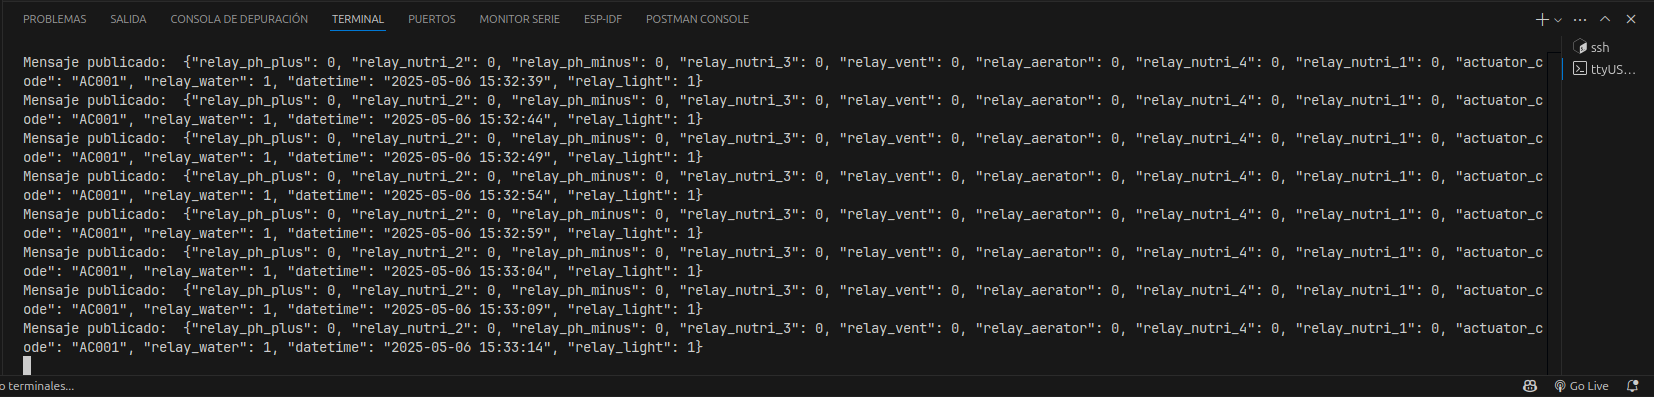 PROBLEMAS SALIDA CONSOLA DE DEPURACIÓN TERMINAL PUERTOS MONITOR SERIE ESP-IDF POSTMAN CONSOLE
Mensaje publicado:  {"relay_ph_plus": 0, "relay_nutri_2": 0, "relay_ph_minus": 0, "relay_nutri_3": 0, "relay_vent": 0, "relay_aerator": 0, "relay_nutri_4": 0, "relay_nutri_1": 0, "actuator_c
ode": "AC001", "relay_water": 1, "datetime": "2025-05-06 15:32:39", "relay_light": 1}
Mensaje publicado:  {"relay_ph_plus": 0, "relay_nutri_2": 0, "relay_ph_minus": 0, "relay_nutri_3": 0, "relay_vent": 0, "relay_aerator": 0, "relay_nutri_4": 0, "relay_nutri_1": 0, "actuator_c
ode": "AC001", "relay_water": 1, "datetime": "2025-05-06 15:32:44", "relay_light": 1}
Mensaje publicado:  {"relay_ph_plus": 0, "relay_nutri_2": 0, "relay_ph_minus": 0, "relay_nutri_3": 0, "relay_vent": 0, "relay_aerator": 0, "relay_nutri_4": 0, "relay_nutri_1": 0, "actuator_c
ode": "AC001", "relay_water": 1, "datetime": "2025-05-06 15:32:49", "relay_light": 1}
Mensaje publicado:  {"relay_ph_plus": 0, "relay_nutri_2": 0, "relay_ph_minus": 0, "relay_nutri_3": 0, "relay_vent": 0, "relay_aerator": 0, "relay_nutri_4": 0, "relay_nutri_1": 0, "actuator_c
ode": "AC001", "relay_water": 1, "datetime": "2025-05-06 15:32:54", "relay_light": 1}
Mensaje publicado:  {"relay_ph_plus": 0, "relay_nutri_2": 0, "relay_ph_minus": 0, "relay_nutri_3": 0, "relay_vent": 0, "relay_aerator": 0, "relay_nutri_4": 0, "relay_nutri_1": 0, "actuator_c
ode": "AC001", "relay_water": 1, "datetime": "2025-05-06 15:32:59", "relay_light": 1}
Mensaje publicado:  {"relay_ph_plus": 0, "relay_nutri_2": 0, "relay_ph_minus": 0, "relay_nutri_3": 0, "relay_vent": 0, "relay_aerator": 0, "relay_nutri_4": 0, "relay_nutri_1": 0, "actuator_c
ode": "AC001", "relay_water": 1, "datetime": "2025-05-06 15:33:04", "relay_light": 1}
Mensaje publicado:  {"relay_ph_plus": 0, "relay_nutri_2": 0, "relay_ph_minus": 0, "relay_nutri_3": 0, "relay_vent": 0, "relay_aerator": 0, "relay_nutri_4": 0, "relay_nutri_1": 0, "actuator_c
ode": "AC001", "relay_water": 1, "datetime": "2025-05-06 15:33:09", "relay_light": 1}
Mensaje publicado:  {"relay_ph_plus": 0, "relay_nutri_2": 0, "relay_ph_minus": 0, "relay_nutri_3": 0, "relay_vent": 0, "relay_aerator": 0, "relay_nutri_4": 0, "relay_nutri_1": 0, "actuator_c
ode": "AC001", "relay_water": 1, "datetime": "2025-05-06 15:33:14", "relay_light": 1}
ssh
ttyUS...
o terminales...
Go Live